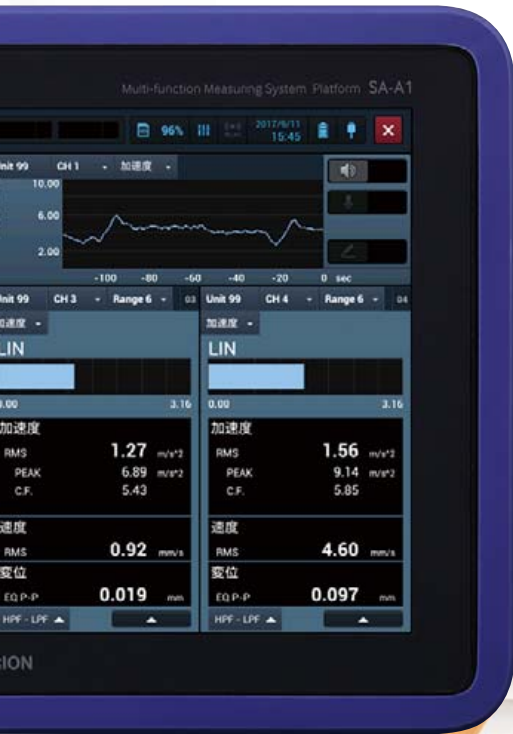 Multi-function Measuring System Platform SA-A1
96% 2017/9/11
15:45
Unit 99 CH 1 加速度
10.00
6.00
2.00
-100 -80 -60 -40 -20 0 sec
Unit 99 CH 3 Range 6 03 Unit 99 CH 4 Range 6 04
加速度 加速度
LIN LIN
0.00 3.16 0.00 3.16
加速度 加速度
RMS 1.27 m/s^2 RMS 1.56 m/s^2
PEAK 6.89 m/s^2 PEAK 9.14 m/s^2
C.F. 5.43 C.F. 5.85
速度 速度
RMS 0.92 mm/s RMS 4.60 mm/s
変位 変位
EQ P-P 0.019 mm EQ P-P 0.097 mm
HPF - LPF HPF - LPF
ION